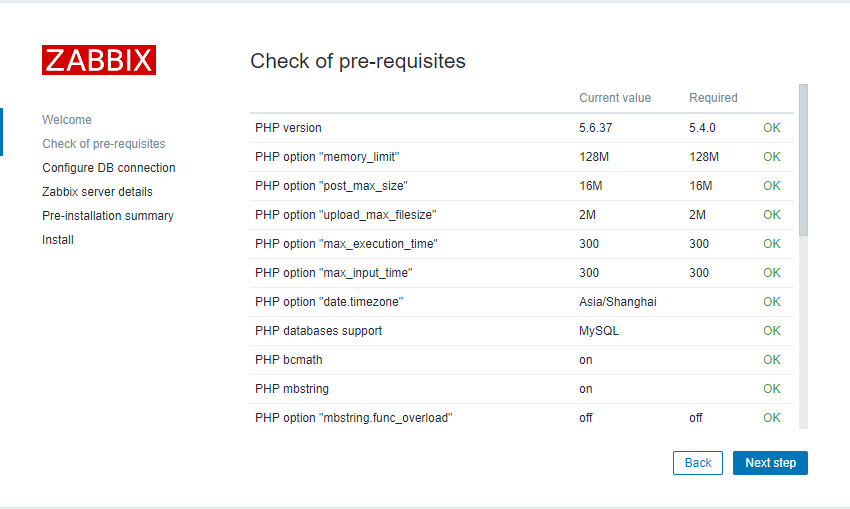 ZABBIX
Welcome
Check of pre-requisites
Configure DB connection
Zabbix server details
Pre-installation summary
Install
Check of pre-requisites
Current value Required
PHP version 5.6.37 5.4.0 OK
PHP option "memory_limit" 128M 128M OK
PHP option "post_max_size" 16M 16M OK
PHP option "upload_max_filesize" 2M 2M OK
PHP option "max_execution_time" 300 300 OK
PHP option "max_input_time" 300 300 OK
PHP option "date.timezone" Asia/Shanghai OK
PHP databases support MySQL OK
PHP bcmath on OK
PHP mbstring on OK
PHP option "mbstring.func_overload" off off OK
Back Next step